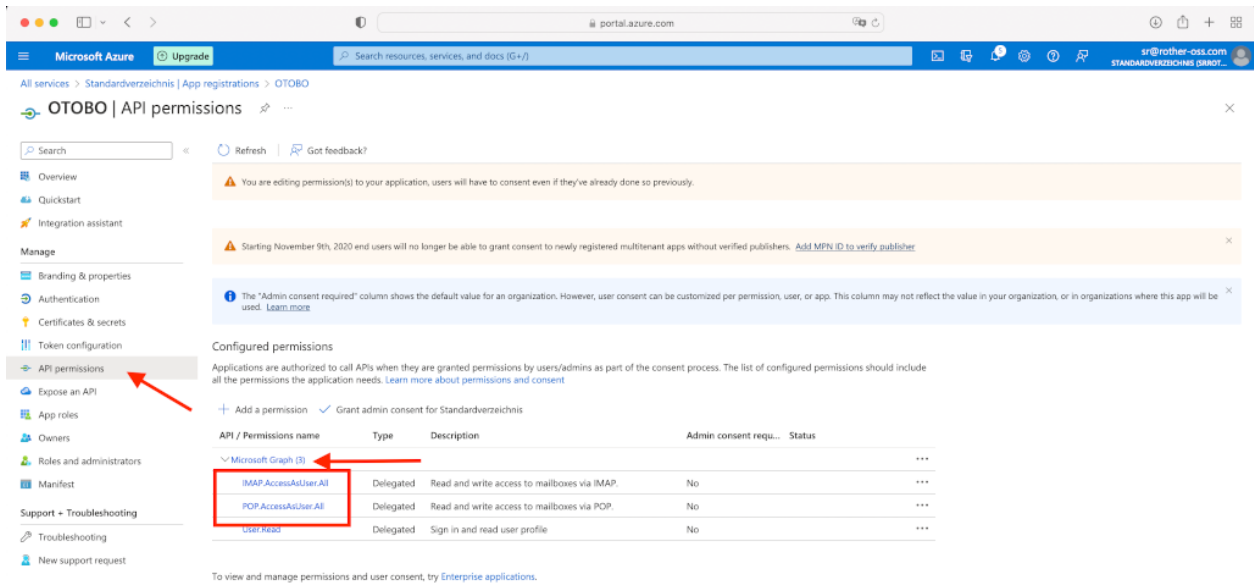 portal.azure.com
Microsoft Azure
Upgrade
Search resources, services, and docs (G+/)
5
sr@rother-oss.com
STANDARDVERZEICHNIS (SRROT...
All services > Standardverzeichnis | App registrations > OTOBO
OTOBO | API permissions
Search
Refresh
Got feedback?
Overview
Quickstart
Integration assistant
Manage
Branding & properties
Authentication
Certificates & secrets
Token configuration
API permissions
Expose an API
App roles
Owners
Roles and administrators
Manifest
Support + Troubleshooting
Troubleshooting
New support request
You are editing permission(s) to your application, users will have to consent even if they've already done so previously.
Starting November 9th, 2020 end users will no longer be able to grant consent to newly registered multitenant apps without verified publishers. Add MPN ID to verify publisher
The "Admin consent required" column shows the default value for an organization. However, user consent can be customized per permission, user, or app. This column may not reflect the value in your organization, or in organizations where this app will be
used. Learn more
Configured permissions
Applications are authorized to call APIs when they are granted permissions by users/admins as part of the consent process. The list of configured permissions should include
all the permissions the application needs. Learn more about permissions and consent
Add a permission Grant admin consent for Standardverzeichnis
API / Permissions name Type Description Admin consent requ... Status
Microsoft Graph (3)
IMAP.AccessAsUser.All Delegated Read and write access to mailboxes via IMAP. No
POP.AccessAsUser.All Delegated Read and write access to mailboxes via POP. No
User.Read Delegated Sign in and read user profile No
To view and manage permissions and user consent, try Enterprise applications.